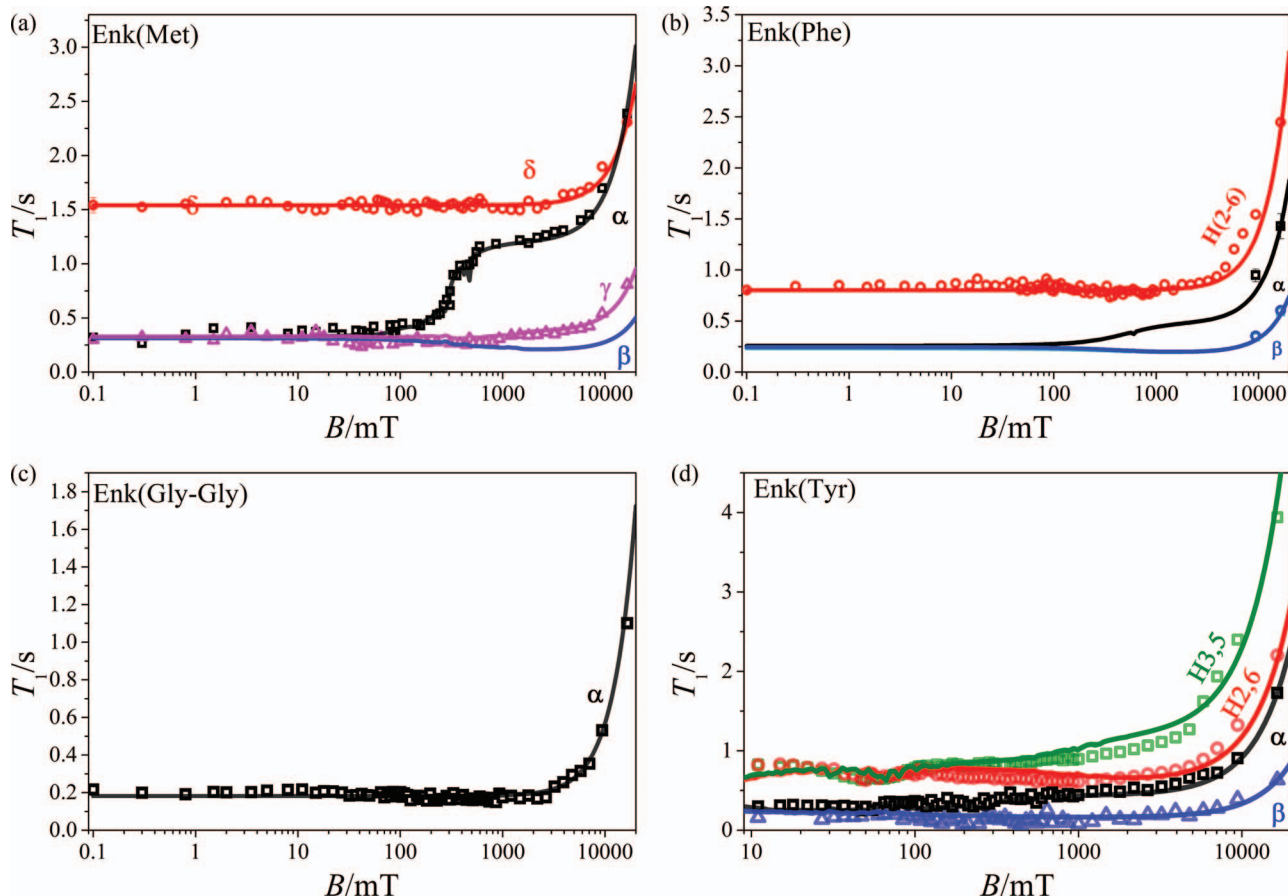 (a)
Enk(Met)
T₁/s
3.0
2.5
2.0
1.5
1.0
0.5
0.0
δ
δ
α
γ
β
0.1 1 10 100 1000 10000
B/mT
(b)
Enk(Phe)
T₁/s
3.5
3.0
2.5
2.0
1.5
1.0
0.5
0.0
H(2-6)
α
β
0.1 1 10 100 1000 10000
B/mT
(c)
Enk(Gly-Gly)
T₁/s
1.8
1.6
1.4
1.2
1.0
0.8
0.6
0.4
0.2
0.0
α
0.1 1 10 100 1000 10000
B/mT
(d)
Enk(Tyr)
T₁/s
4
3
2
1
0
H3,5
H2,6
α
β
10 100 1000 10000
B/mT